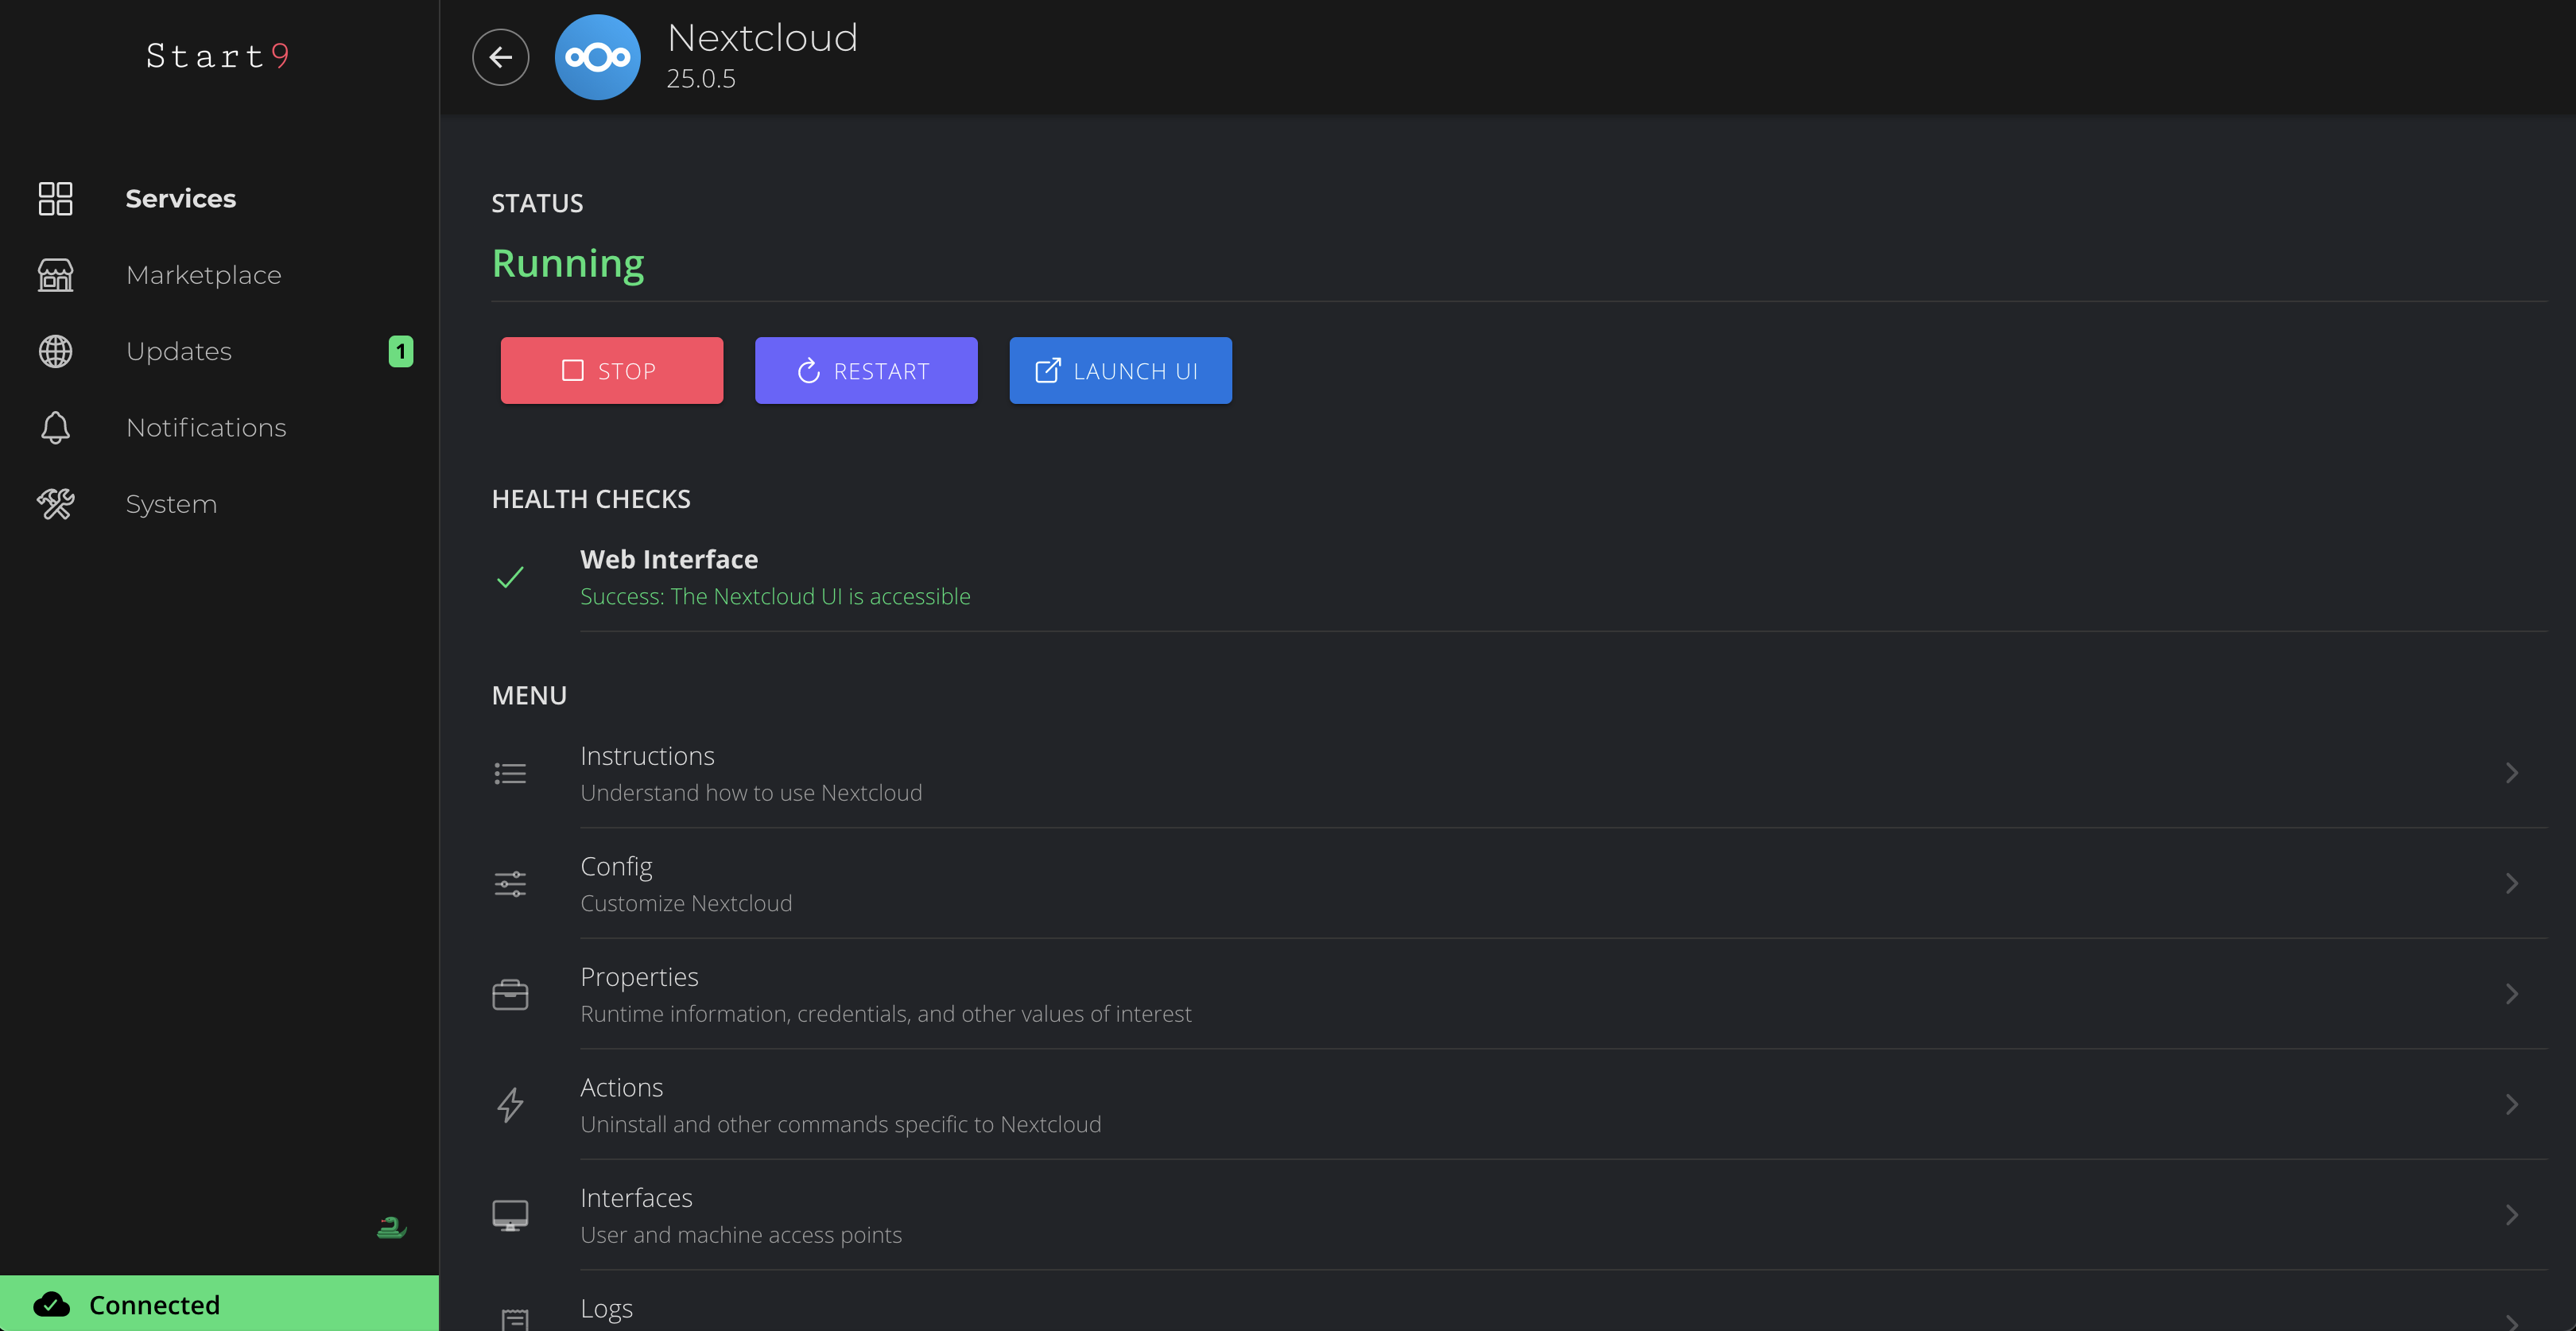 Start9
Services
Marketplace
Updates
1
Notifications
System
Connected
Nextcloud
25.0.5
STATUS
Running
STOP
RESTART
LAUNCH UI
HEALTH CHECKS
Web Interface
Success: The Nextcloud UI is accessible
MENU
Instructions
Understand how to use Nextcloud
Config
Customize Nextcloud
Properties
Runtime information, credentials, and other values of interest
Actions
Uninstall and other commands specific to Nextcloud
Interfaces
User and machine access points
Logs